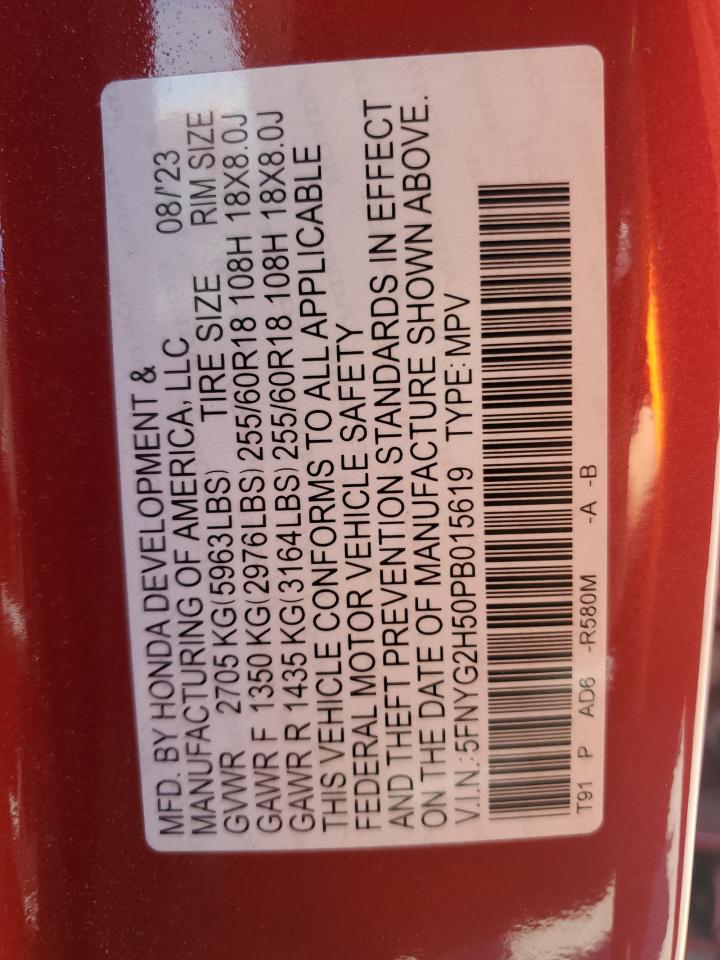 MFD. BY HONDA DEVELOPMENT &
MANUFACTURING OF AMERICA, LLC 08/'23
GVWR 2705 KG(5963LBS) TIRE SIZE RIM SIZE
GAWR F 1350 KG(2976LBS) 255/60R18 108H 18X8.0J
GAWR R 1435 KG(3164LBS) 255/60R18 108H 18X8.0J
THIS VEHICLE CONFORMS TO ALL APPLICABLE
FEDERAL MOTOR VEHICLE SAFETY
AND THEFT PREVENTION STANDARDS IN EFFECT
ON THE DATE OF MANUFACTURE SHOWN ABOVE.
V.I.N.:5FNYG2H50PB015619 TYPE:MPV
T91 P AD6 -R580M -A -B